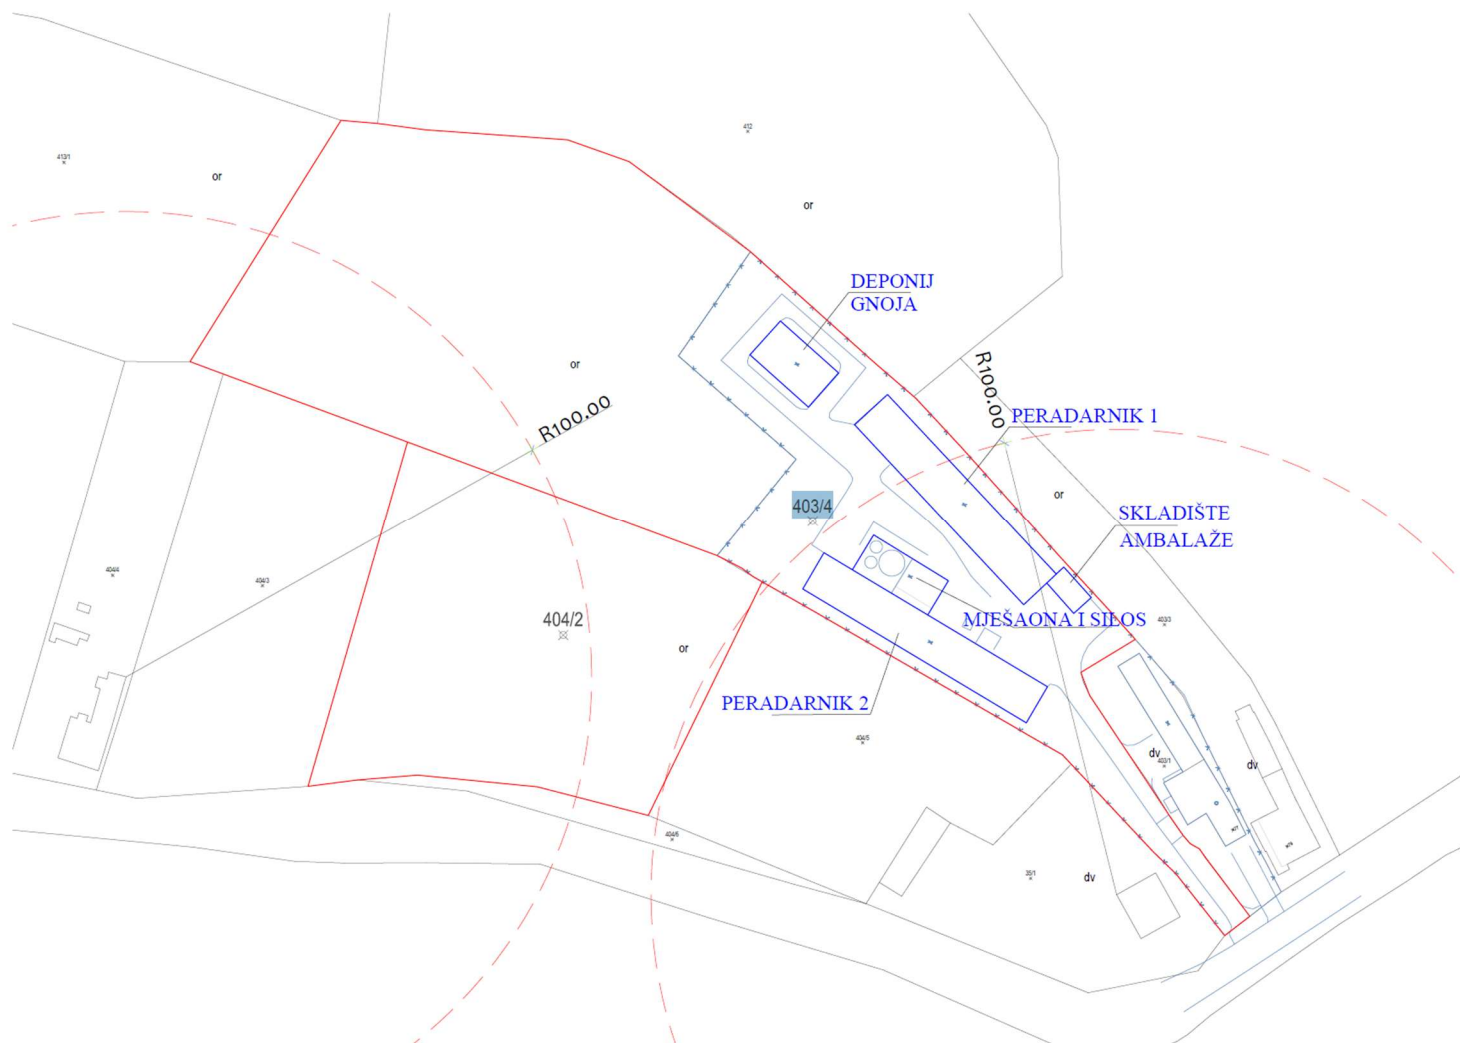 412
413/1
or
or
DEPONIJ
GNOJA
or
R100.00
R100.00
PERADARNIK 1
or
403/4
SKLADIŠTE
AMBALAŽE
404/4
404/3
404/2
MJEŠAONA I SILOS
403/3
or
PERADARNIK 2
404/5
dv
403/1
dv
404/6
35/1
dv